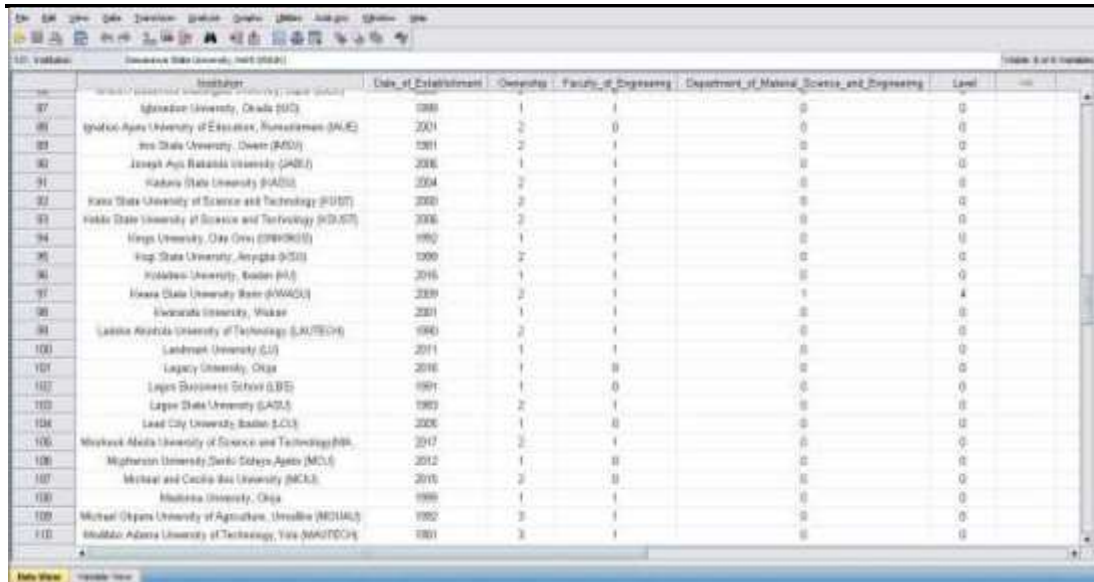 File Edit View Data Transform Analyze Graphs Utilities Add-ons Window Help
Institution Date_of_Establishment Ownership Faculty_of_Engineering Department_of_Material_Science_and_Engineering Level
87 Igbinedion University, Okada (IUO) 1999 1 1 0 0
88 Ignatius Ajuru University of Education, (IAUE) 2001 2 0 0 0
89 Imo State University, Owerri (IMSU) 1981 2 1 0 0
90 Joseph Ayo Babalola University (JABU) 2006 1 1 0 0
91 Kaduna State University (KASU) 2004 2 1 0 0
92 Kano State University of Science and Technology 2000 2 1 0 0
93 Kebbi State University of Science and Technology 2006 2 1 0 0
94 Kings University, Ode Omu 1 1 0 0
95 Kogi State University, Anyigba (KSU) 1999 2 1 0 0
96 University, Ibadan (KU) 2016 1 1 0 0
97 Kwara State University Ilorin (KWASU) 2009 2 1 1 4
98 Kwararafa University, Wukari 2001 1 1 0 0
99 Ladoke Akintola University of Technology (LAUTECH) 1990 2 1 0 0
100 Landmark University (LU) 2011 1 1 0 0
101 Legacy University, Okija 2016 1 0 0 0
102 Lagos School (LBS) 1991 1 0 0 0
103 Lagos State University (LASU) 1983 2 1 0 0
104 Lead City University, Ibadan (LCU) 2005 1 0 0 0
105 Moshood Abiola University of Science and Technology 2017 2 1 0 0
106 University, Seriki Sotayo, Ajebo (MCU) 2012 1 0 0 0
107 and Cecilia Ibru University (MCIU) 2015 2 0 0 0
108 Madonna University, Okija 1999 1 1 0 0
109 Michael Okpara University of Agriculture, Umudike (MOUAU) 1992 3 1 0 0
110 Modibbo Adama University of Technology, Yola (MAUTECH) 1981 3 1 0 0
Data View Variable View